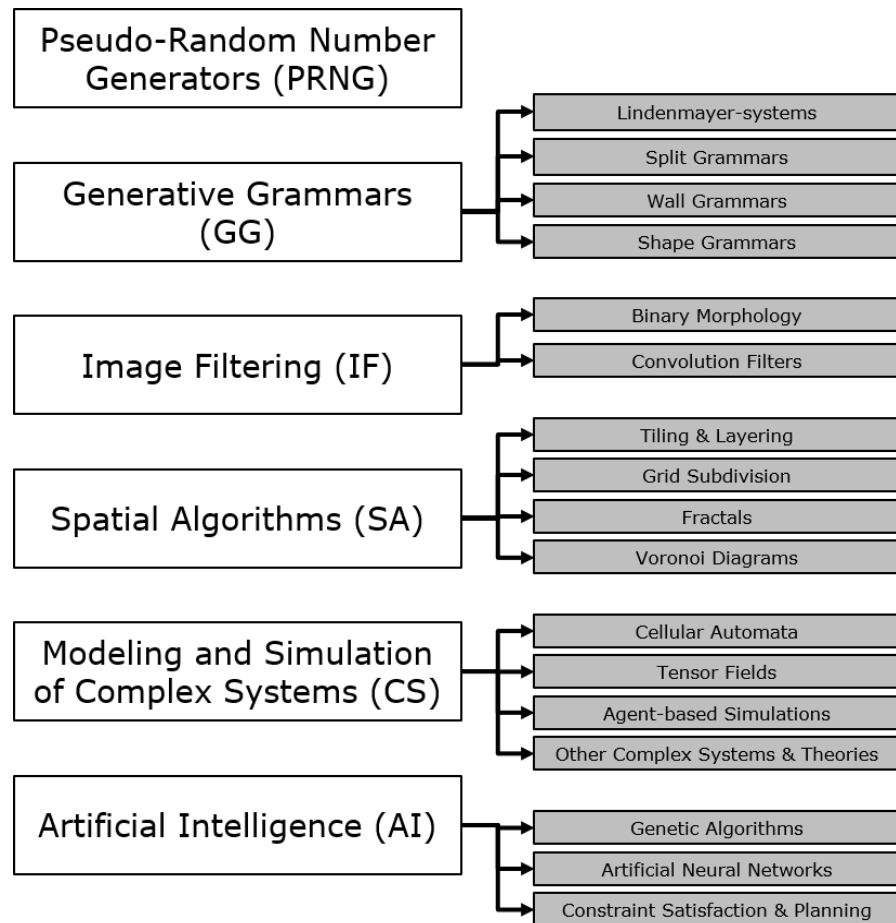 Pseudo-Random Number
Generators (PRNG)
Generative Grammars
(GG)
Lindenmayer-systems
Split Grammars
Wall Grammars
Shape Grammars
Image Filtering (IF)
Binary Morphology
Convolution Filters
Spatial Algorithms (SA)
Tiling & Layering
Grid Subdivision
Fractals
Voronoi Diagrams
Modeling and Simulation
of Complex Systems (CS)
Cellular Automata
Tensor Fields
Agent-based Simulations
Other Complex Systems & Theories
Artificial Intelligence (AI)
Genetic Algorithms
Artificial Neural Networks
Constraint Satisfaction & Planning